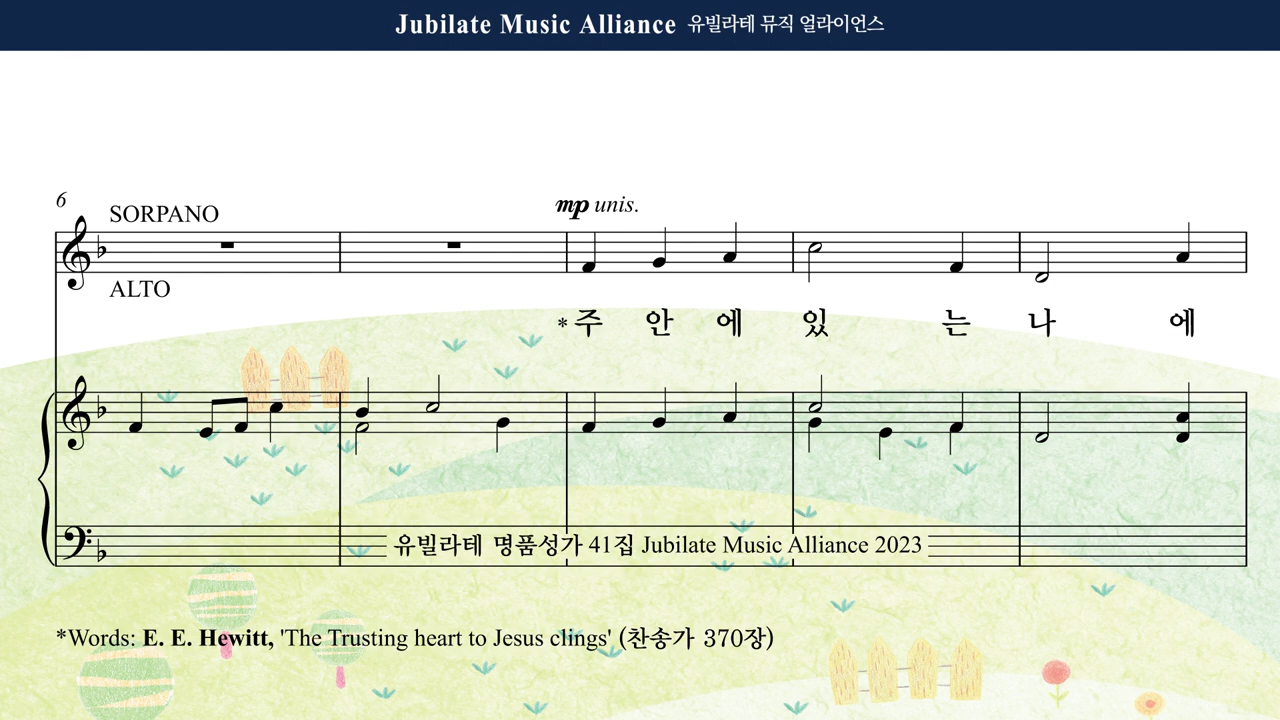 Jubilate Music Alliance 유빌라테 뮤직 얼라이언스
6
SORPANO
mp unis.
ALTO
*주 안 에 있 는 나 에
유빌라테 명품성가 41집 Jubilate Music Alliance 2023
*Words: E. E. Hewitt, 'The Trusting heart to Jesus clings' (찬송가 370장)